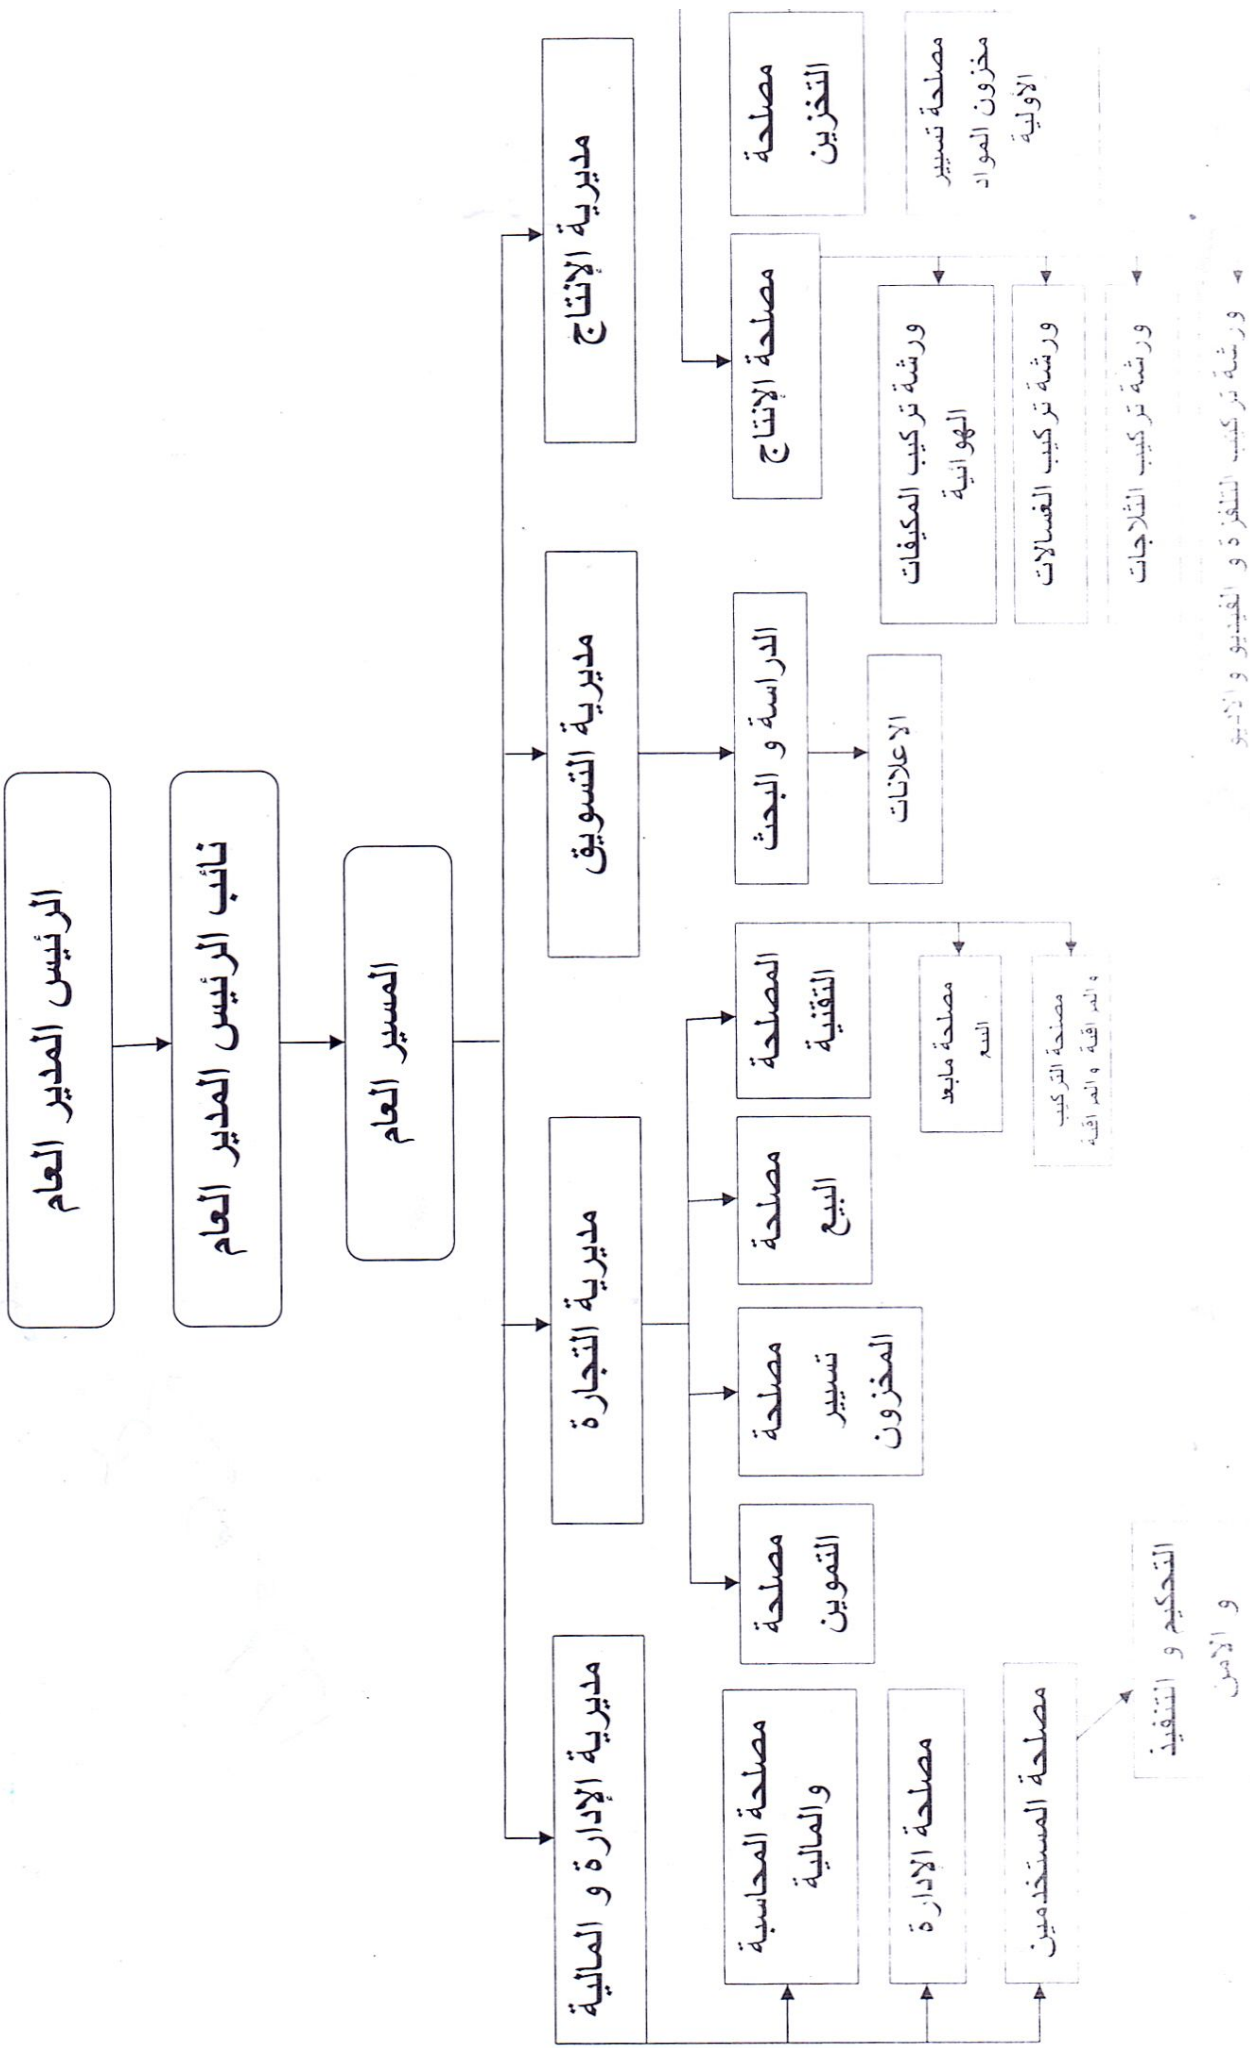 الرئيس المدير العام
نائب الرئيس المدير العام
المسير العام
مديرية الإنتاج
مديرية التسويق
مديرية التجارة
مديرية الإدارة و المالية
مصلحة
التخزين
مصلحة تسيير
مخزون المواد
الأولية
مصلحة الإنتاج
ورشة تركيب المكيفات
الهوائية
ورشة تركيب الغسالات
ورشة تركيب الثلاجات
ورشة تركيب التلفزة و الفيديو و
الدراسة و البحث
الاعلانات
المصلحة
التقنية
مصلحة مابعد
البيع
مصلحة التركيب
و المراقبة
مصلحة
البيع
مصلحة
تسيير
المخزون
مصلحة
التموين
مصلحة المحاسبة
والمالية
مصلحة الادارة
مصلحة المستخدمين
التحكيم و التنفيذ
و الامن